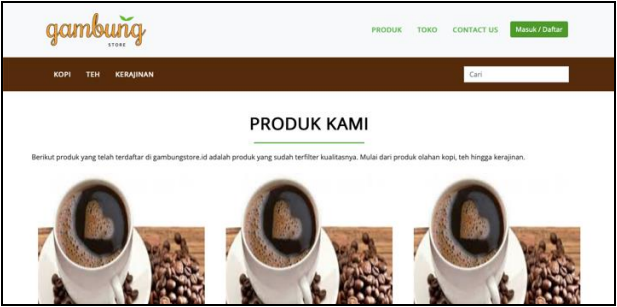 gambung
STORE
PRODUK TOKO CONTACT US Masuk / Daftar
KOPI TEH KERAJINAN Cari
PRODUK KAMI
Berikut produk yang telah terdaftar di gambungstore.id adalah produk yang sudah terfilter kualitasnya. Mulai dari produk olahan kopi, teh hingga kerajinan.